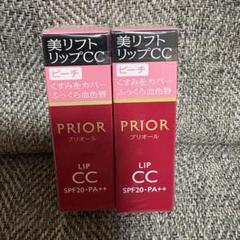 美リフト
リップCC
ピーチ
くすみをカバー
ふっくら血色唇
PRIOR
プリオール
LIP
CC
SPF20・PA++
美リフト
リップCC
ピーチ
くすみをカバー
ふっくら血色唇
PRIOR
プリオール
LIP
CC
SPF20・PA++